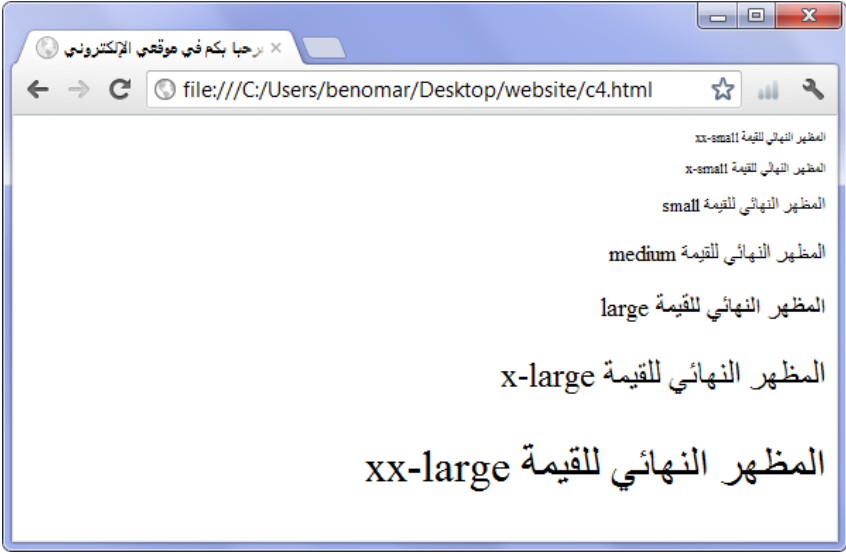 مرحبا بكم في موقعي الإلكتروني
file:///C:/Users/benomar/Desktop/website/c4.html
المظهر النهائي للقيمة xx-small
المظهر النهائي للقيمة x-small
المظهر النهائي للقيمة small
المظهر النهائي للقيمة medium
المظهر النهائي للقيمة large
المظهر النهائي للقيمة x-large
المظهر النهائي للقيمة xx-large